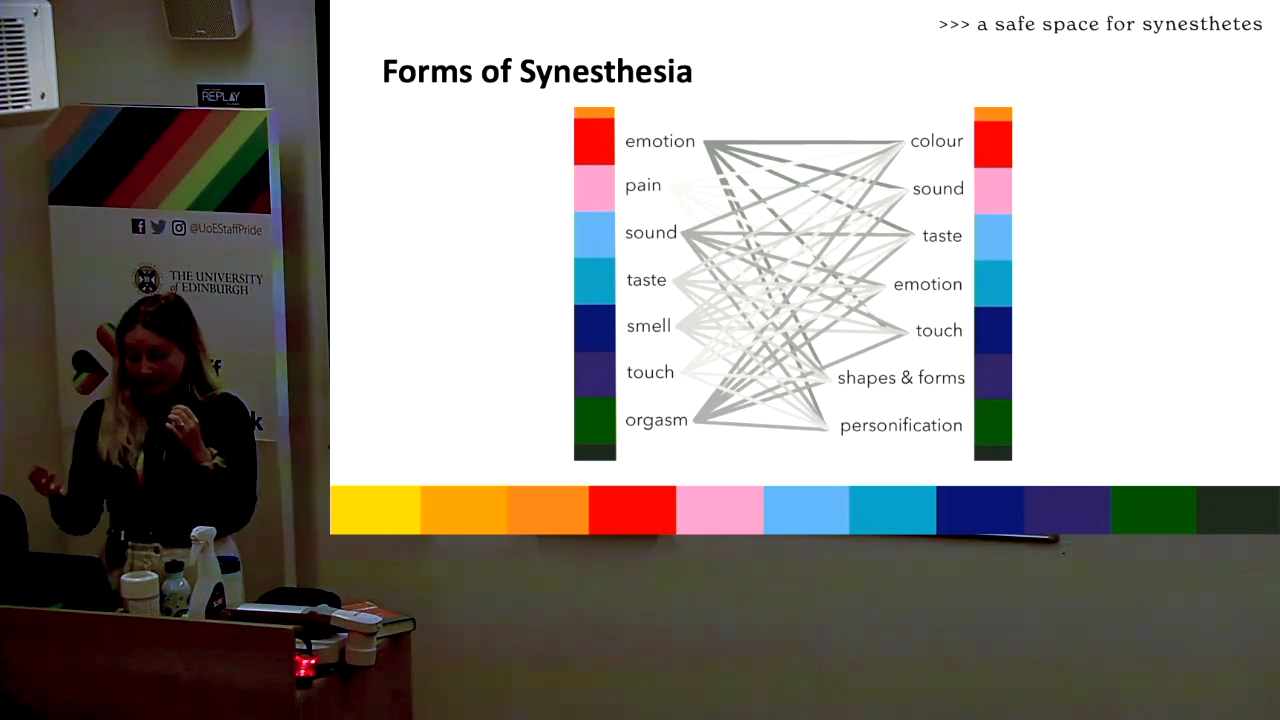 >>> a safe space for synesthetes
Forms of Synesthesia
emotion
pain
sound
taste
smell
touch
orgasm
colour
sound
taste
emotion
touch
shapes & forms
personification
REPLAY
@UoEStaffPride
THE UNIVERSITY
of EDINBURGH